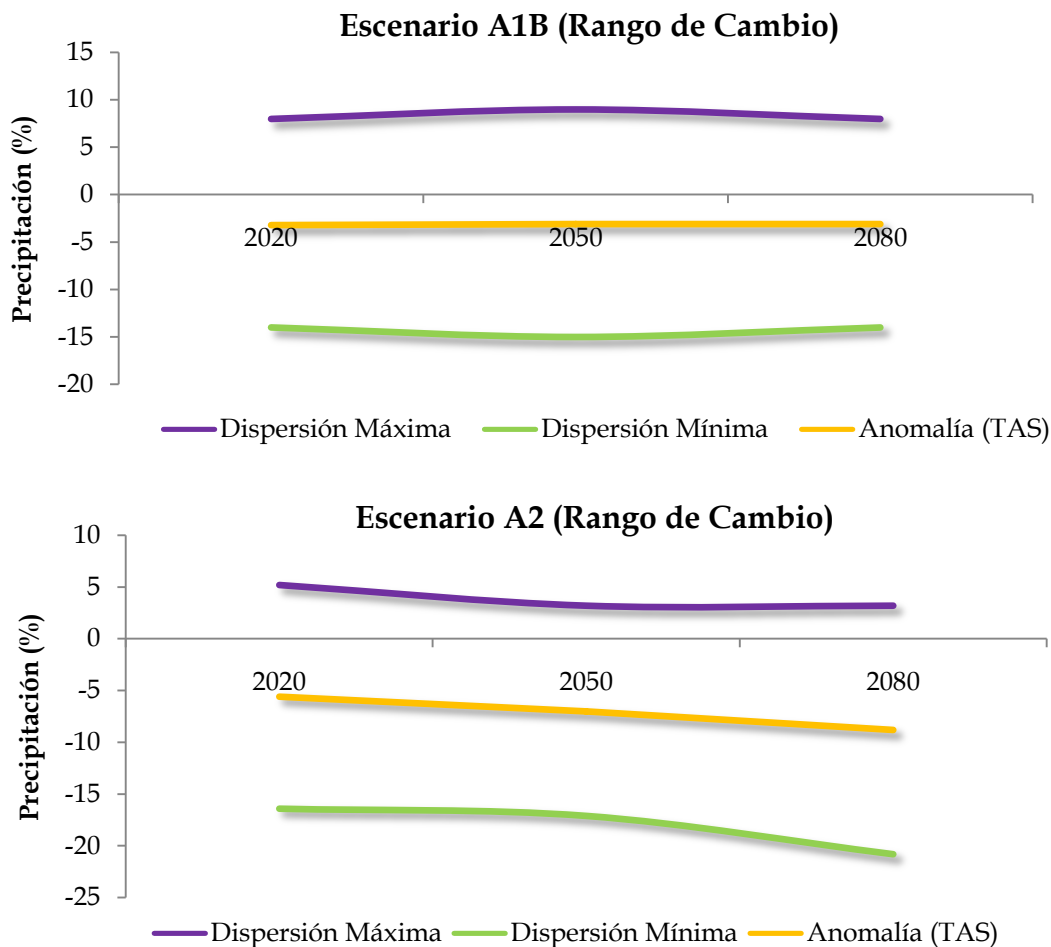 Escenario A1B (Rango de Cambio)
Precipitación (%)
15
10
5
0
-5
-10
-15
-20
2020 2050 2080
Dispersión Máxima Dispersión Mínima Anomalía (TAS)
Escenario A2 (Rango de Cambio)
Precipitación (%)
10
5
0
-5
-10
-15
-20
-25
2020 2050 2080
Dispersión Máxima Dispersión Mínima Anomalía (TAS)